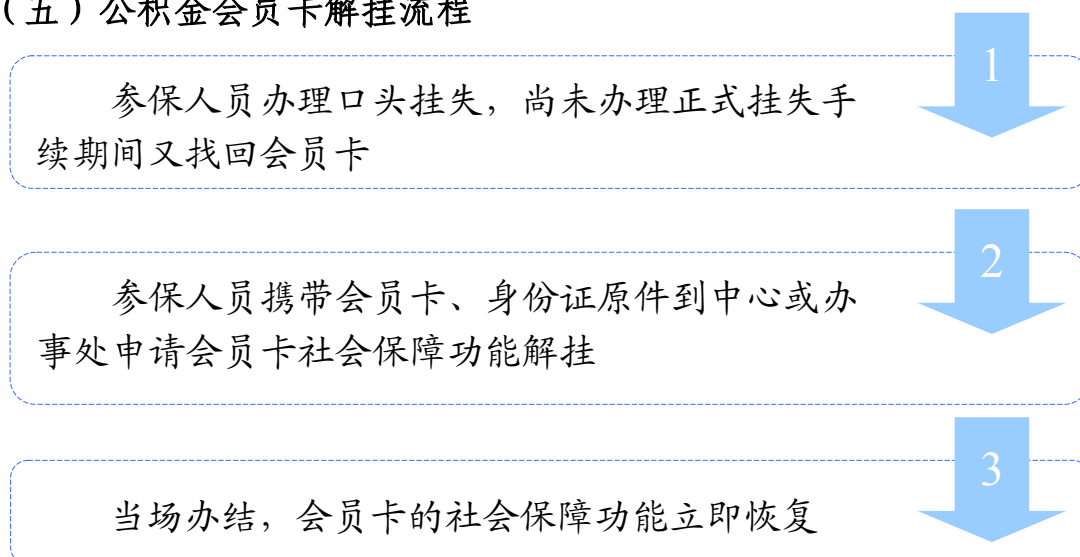 （五）公积金会员卡解挂流程
1
参保人员办理口头挂失，尚未办理正式挂失手
续期间又找回会员卡
2
参保人员携带会员卡、身份证原件到中心或办
事处申请会员卡社会保障功能解挂
3
当场办结，会员卡的社会保障功能立即恢复